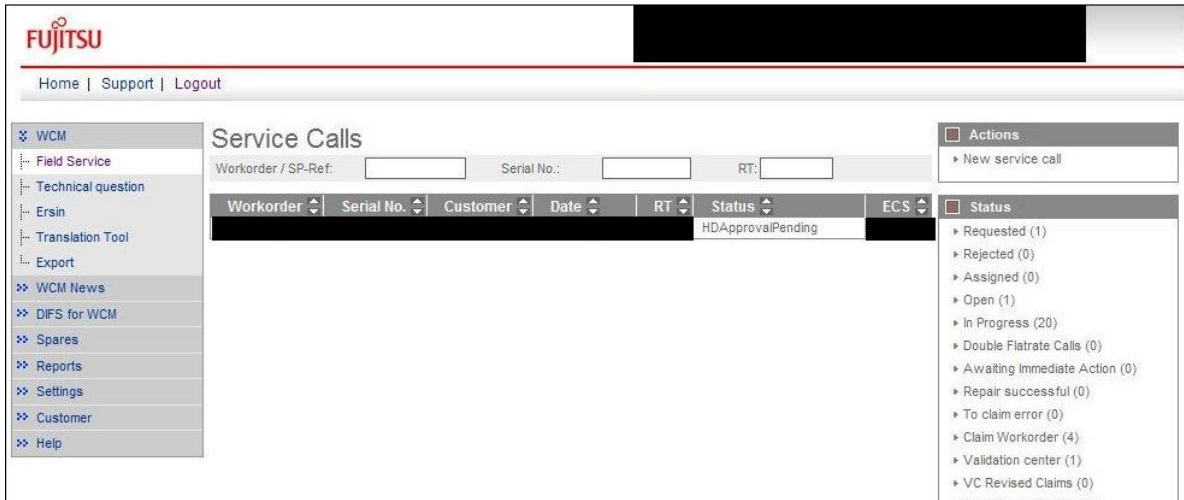 FUJITSU
Home | Support | Logout
WCM
Field Service
Technical question
Ersin
Translation Tool
Export
WCM News
DIFS for WCM
Spares
Reports
Settings
Customer
Help
Service Calls
Workorder / SP-Ref: Serial No.: RT:
Workorder Serial No. Customer Date RT Status ECS
HDApprovalPending
Actions
New service call
Status
Requested (1)
Rejected (0)
Assigned (0)
Open (1)
In Progress (20)
Double Flatrate Calls (0)
Awaiting Immediate Action (0)
Repair successful (0)
To claim error (0)
Claim Workorder (4)
Validation center (1)
VC Revised Claims (0)